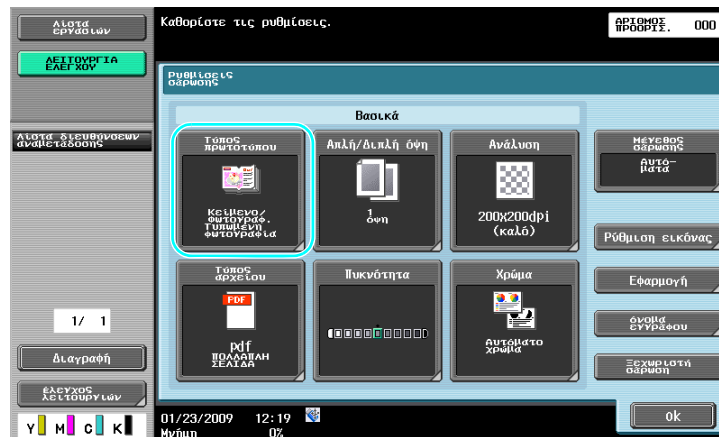 Λίστα
εργασιών
Καθορίστε τις ρυθμίσεις.
ΑΡΙΘΜΟΣ
ΠΡΟΟΡΙΣ.
000
ΛΕΙΤΟΥΡΓΙΑ
ΕΛΕΓΧΟΥ
Ρυθμίσεις
σάρωσης
Βασικά
Λίστα διευθύνσεων
αναμετάδοσης
Τύπος
πρωτοτύπου
Κείμενο/
φωτογραφ.
Τυπωμένη
φωτογραφία
Απλή/Διπλή όψη
1
όψη
Ανάλυση
200X200dpi
(καλό)
Μέγεθος
σάρωσης
Αυτό-
ματα
Ρύθμιση εικόνας
Τύπος
αρχείου
PDF
pdf
ΠΟΛΛΑΠΛΗ
ΣΕΛΙΔΑ
Πυκνότητα
Χρώμα
Αυτόματο
χρώμα
Εφαρμογή
όνομα
εγγράφου
Ξεχωριστή
σάρωση
1/ 1
Διαγραφή
έλεγχος
λειτουργιών
Y M C K
01/23/2009 12:19
Μνήμη 0%
ok